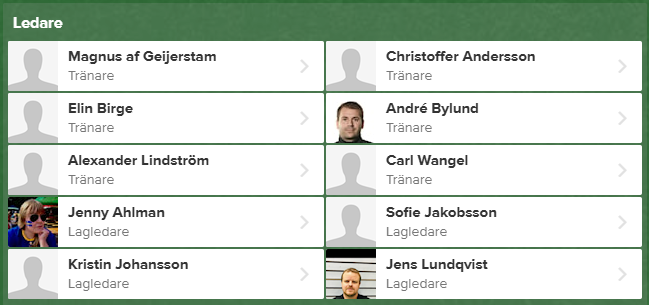 Ledare
Magnus af Geijerstam
Tränare
Christoffer Andersson
Tränare
Elin Birge
Tränare
André Bylund
Tränare
Alexander Lindström
Tränare
Carl Wangel
Tränare
Jenny Ahlman
Lagledare
Sofie Jakobsson
Lagledare
Kristin Johansson
Lagledare
Jens Lundqvist
Lagledare